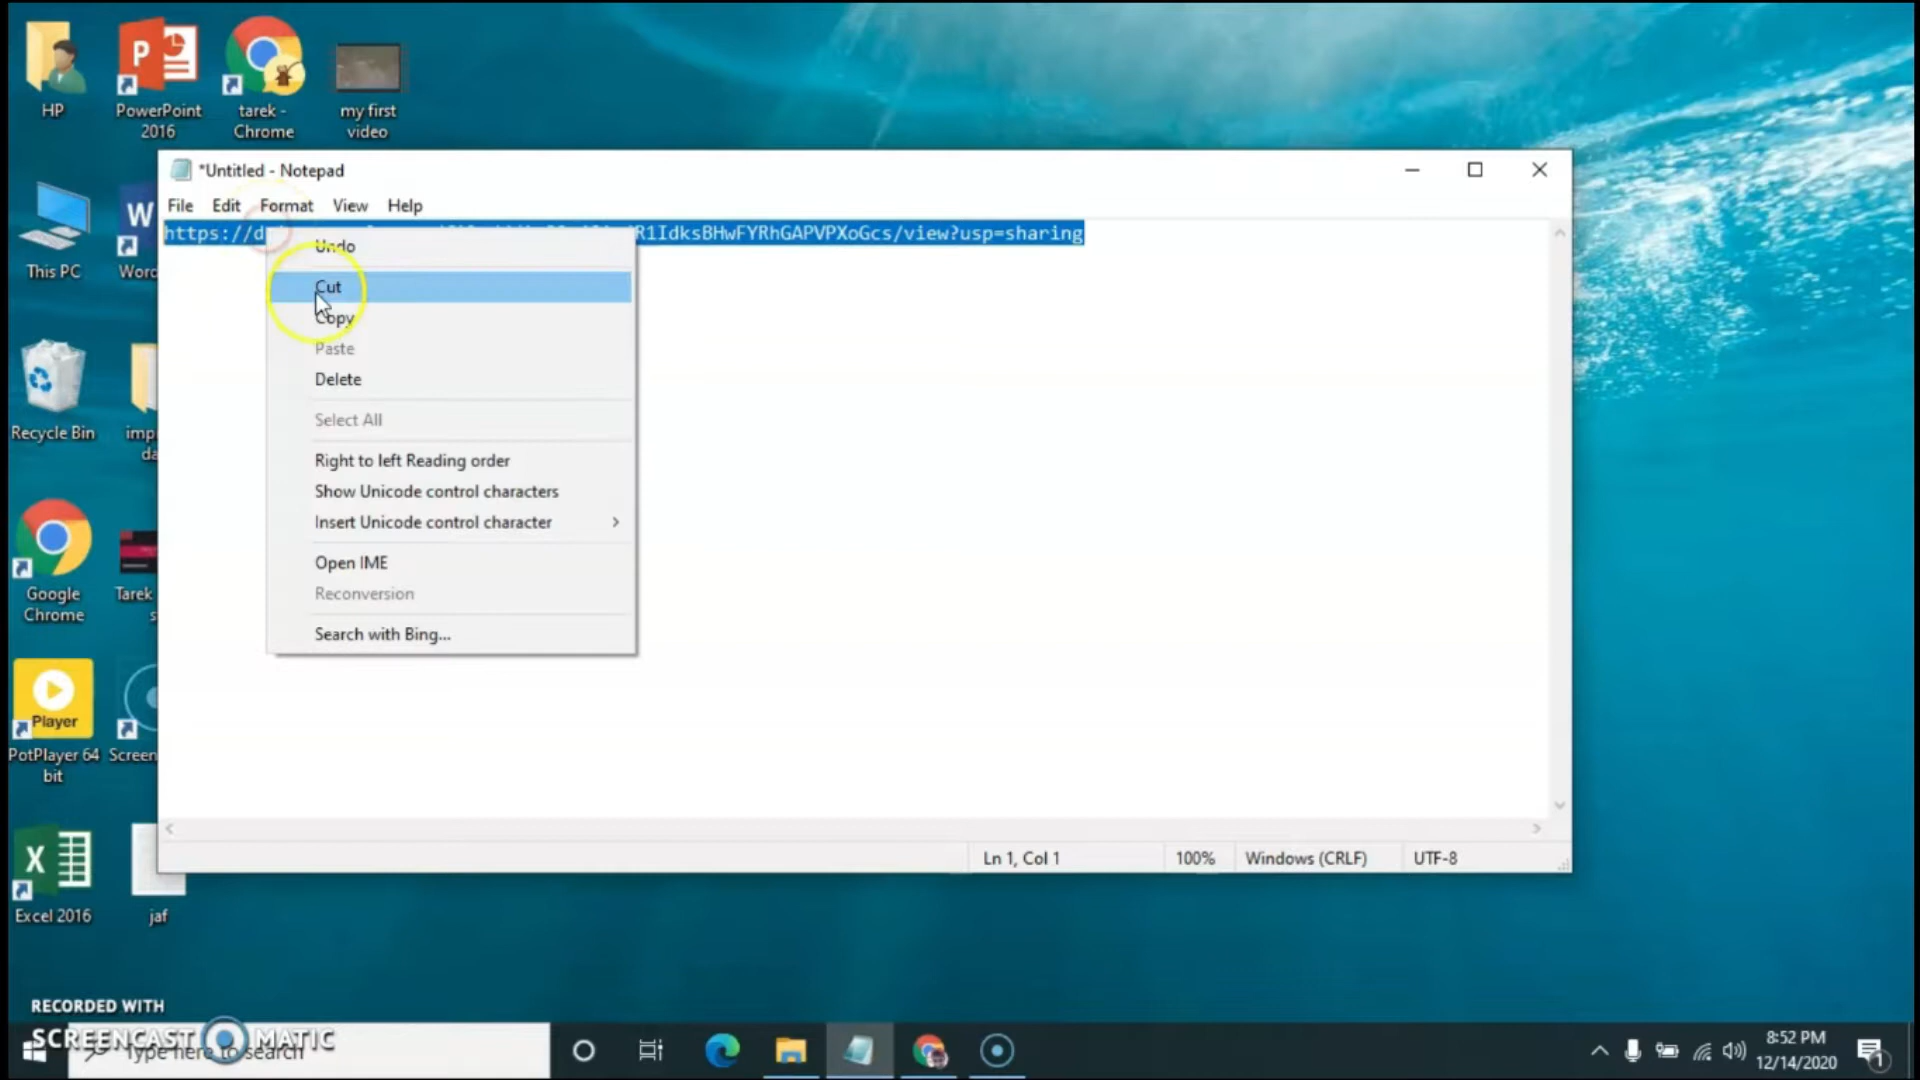 HP
PowerPoint
2016
tarek -
Chrome
my first
video
*Untitled - Notepad
File Edit Format View Help
https://d R1IdksBHwFYRhGAPVPXoGcs/view?usp=sharing
Undo
Cut
Copy
Paste
Delete
Select All
Right to left Reading order
Show Unicode control characters
Insert Unicode control character
Open IME
Reconversion
Search with Bing...
This PC
W
Word
Recycle Bin
imp
da
Google
Chrome
Tarek
s
Player
PotPlayer 64
bit
Screen
X
Excel 2016
jaf
Ln 1, Col 1 100% Windows (CRLF) UTF-8
RECORDED WITH
SCREENCAST MATIC
Type here to search
8:52 PM
12/14/2020
1